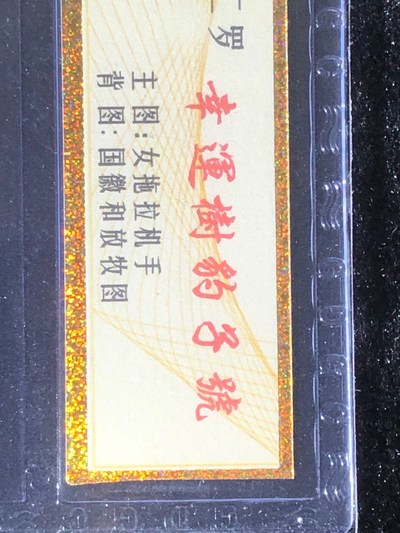 罗
幸運樹豹子號
主图:女拖拉机手
背图:国徽和放牧图